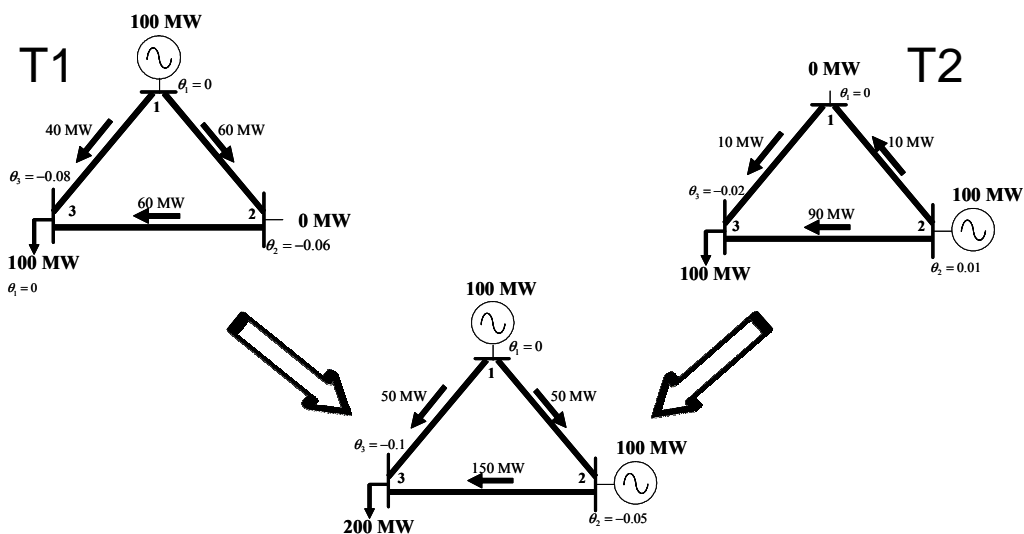 T1
100 MW
θ₁ = 0
1
40 MW
60 MW
θ₃ = −0.08
3
60 MW
2
0 MW
θ₂ = −0.06
100 MW
θ₁ = 0
T2
0 MW
θ₁ = 0
1
10 MW
10 MW
θ₃ = −0.02
3
90 MW
2
100 MW
θ₂ = 0.01
100 MW
100 MW
θ₁ = 0
1
50 MW
50 MW
θ₃ = −0.1
3
150 MW
2
100 MW
θ₂ = −0.05
200 MW